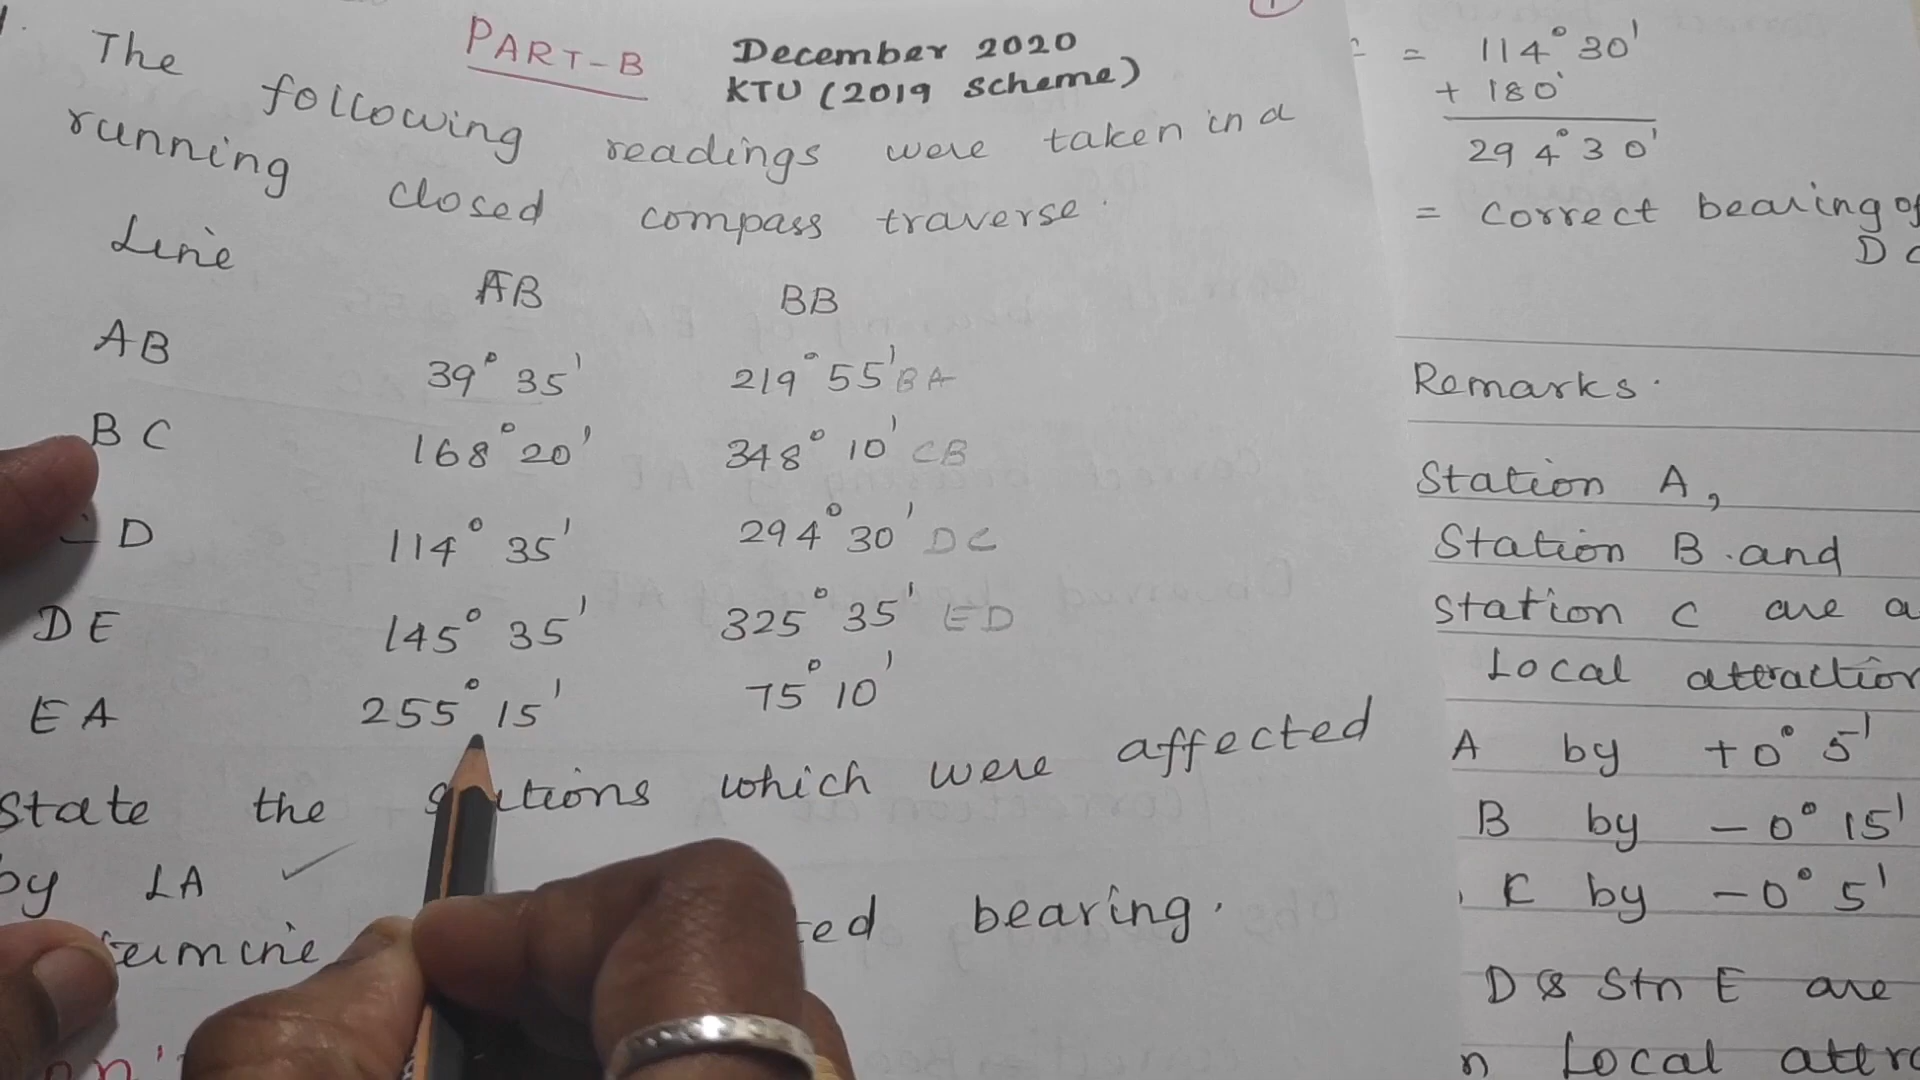 PART-B
December 2020
KTU (2019 Scheme)
The following readings were taken in a
running closed compass traverse.
Line FB BB
AB 39° 35' 219° 55' BA
BC 168° 20' 348° 10' CB
D 114° 35' 294° 30' DC
DE 145° 35' 325° 35' ED
EA 255° 15' 75° 10'
State the which were affected
by LA ✓
bearing.
= 114° 30'
+ 180°
294° 30'
= correct bearing of
Remarks.
Station A,
Station B. and
station C are
Local
A by +0° 5'
B by -0° 15'
C by -0° 5'
D & Stn E are
Local